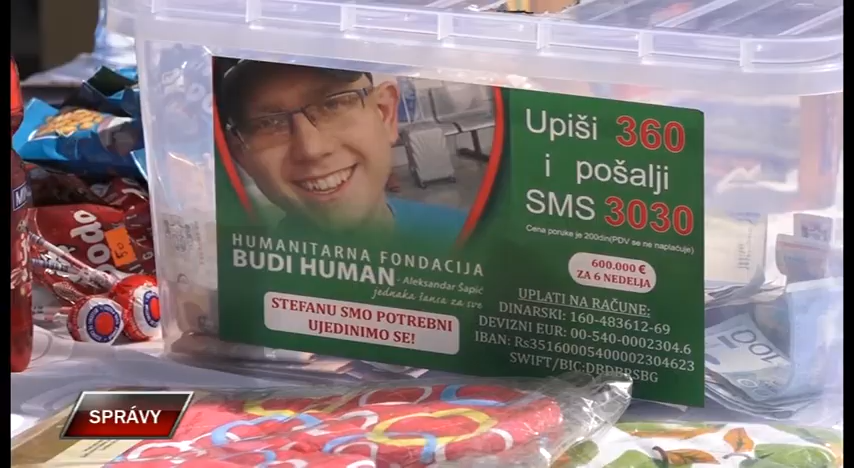 Upiši 360
i pošalji
SMS 3030
Cena poruke je 200din(PDV se ne naplaćuje)
600.000 €
ZA 6 NEDELJA
HUMANITARNA FONDACIJA
BUDI HUMAN - Aleksandar Šapić
jednaka šansa za sve
STEFANU SMO POTREBNI
UJEDINIMO SE!
UPLATI NA RAČUNE:
DINARSKI: 160-483612-69
DEVIZNI EUR: 00-540-0002304.6
IBAN: Rs35160005400002304623
SWIFT/BIC: DBDBRSBG
SPRÁVY